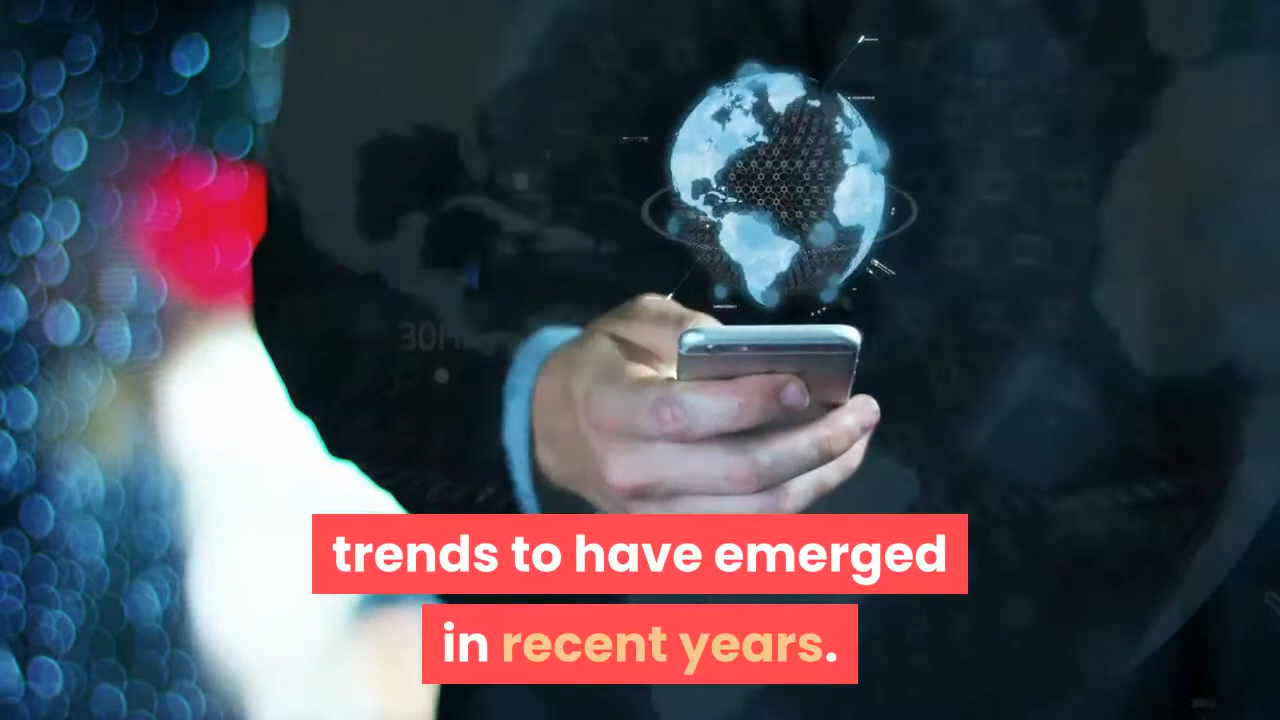 trends to have emerged
in recent years.